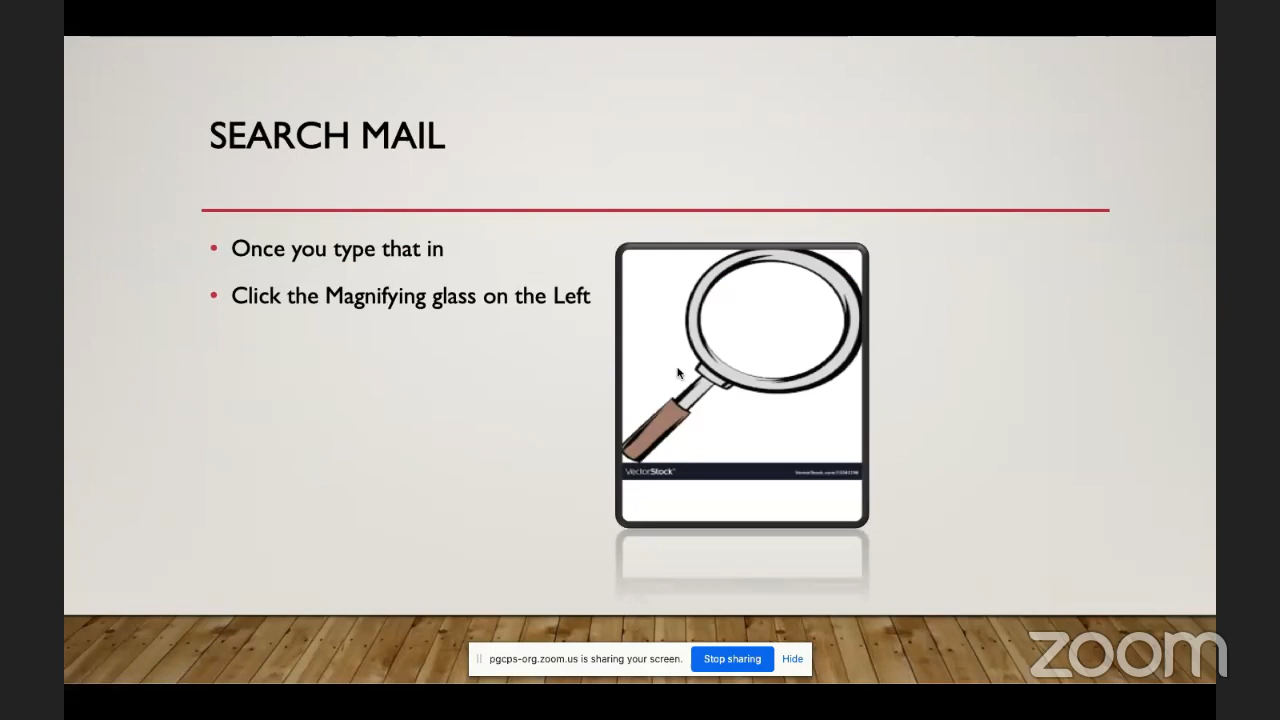 SEARCH MAIL
• Once you type that in
• Click the Magnifying glass on the Left
VectorStock
pgcps-org.zoom.us is sharing your screen. Stop sharing Hide
zoom